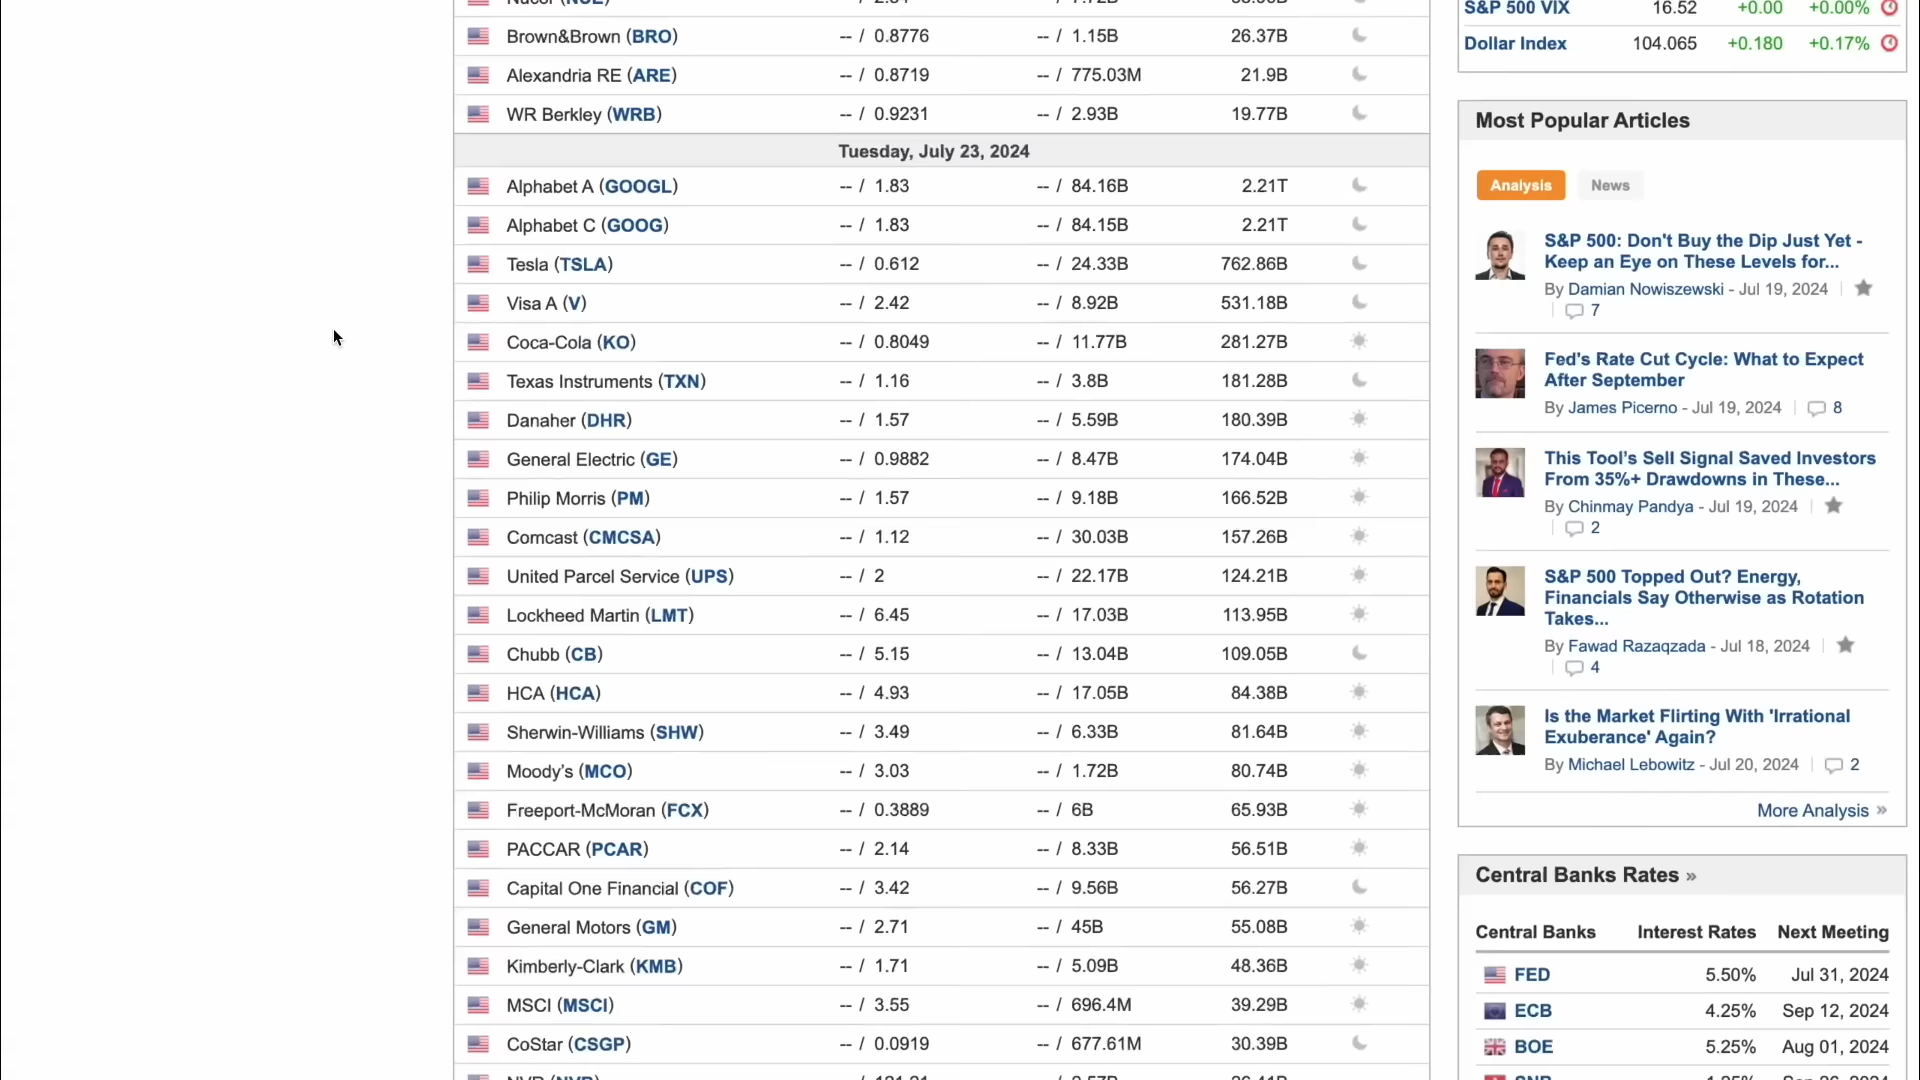 Brown&Brown (BRO) -- / 0.8776 -- / 1.15B 26.37B
Alexandria RE (ARE) -- / 0.8719 -- / 775.03M 21.9B
WR Berkley (WRB) -- / 0.9231 -- / 2.93B 19.77B
Tuesday, July 23, 2024
Alphabet A (GOOGL) -- / 1.83 -- / 84.16B 2.21T
Alphabet C (GOOG) -- / 1.83 -- / 84.15B 2.21T
Tesla (TSLA) -- / 0.612 -- / 24.33B 762.86B
Visa A (V) -- / 2.42 -- / 8.92B 531.18B
Coca-Cola (KO) -- / 0.8049 -- / 11.77B 281.27B
Texas Instruments (TXN) -- / 1.16 -- / 3.8B 181.28B
Danaher (DHR) -- / 1.57 -- / 5.59B 180.39B
General Electric (GE) -- / 0.9882 -- / 8.47B 174.04B
Philip Morris (PM) -- / 1.57 -- / 9.18B 166.52B
Comcast (CMCSA) -- / 1.12 -- / 30.03B 157.26B
United Parcel Service (UPS) -- / 2 -- / 22.17B 124.21B
Lockheed Martin (LMT) -- / 6.45 -- / 17.03B 113.95B
Chubb (CB) -- / 5.15 -- / 13.04B 109.05B
HCA (HCA) -- / 4.93 -- / 17.05B 84.38B
Sherwin-Williams (SHW) -- / 3.49 -- / 6.33B 81.64B
Moody's (MCO) -- / 3.03 -- / 1.72B 80.74B
Freeport-McMoran (FCX) -- / 0.3889 -- / 6B 65.93B
PACCAR (PCAR) -- / 2.14 -- / 8.33B 56.51B
Capital One Financial (COF) -- / 3.42 -- / 9.56B 56.27B
General Motors (GM) -- / 2.71 -- / 45B 55.08B
Kimberly-Clark (KMB) -- / 1.71 -- / 5.09B 48.36B
MSCI (MSCI) -- / 3.55 -- / 696.4M 39.29B
CoStar (CSGP) -- / 0.0919 -- / 677.61M 30.39B
S&P 500 VIX 16.52 +0.00 +0.00%
Dollar Index 104.065 +0.180 +0.17%
Most Popular Articles
Analysis News
S&P 500: Don't Buy the Dip Just Yet -
Keep an Eye on These Levels for...
By Damian Nowiszewski - Jul 19, 2024
7
Fed's Rate Cut Cycle: What to Expect
After September
By James Picerno - Jul 19, 2024 8
This Tool's Sell Signal Saved Investors
From 35%+ Drawdowns in These...
By Chinmay Pandya - Jul 19, 2024
2
S&P 500 Topped Out? Energy,
Financials Say Otherwise as Rotation
Takes...
By Fawad Razaqzada - Jul 18, 2024
4
Is the Market Flirting With 'Irrational
Exuberance' Again?
By Michael Lebowitz - Jul 20, 2024 2
More Analysis »
Central Banks Rates »
Central Banks Interest Rates Next Meeting
FED 5.50% Jul 31, 2024
ECB 4.25% Sep 12, 2024
BOE 5.25% Aug 01, 2024